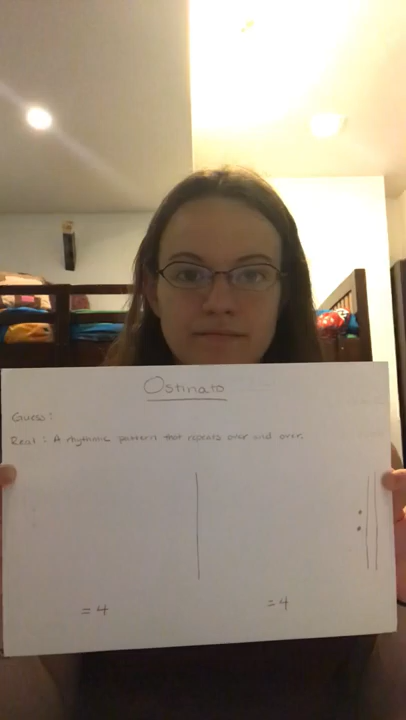 Ostinato
Guess:
Real: A rhythmic pattern that repeats over and over.
= 4 = 4